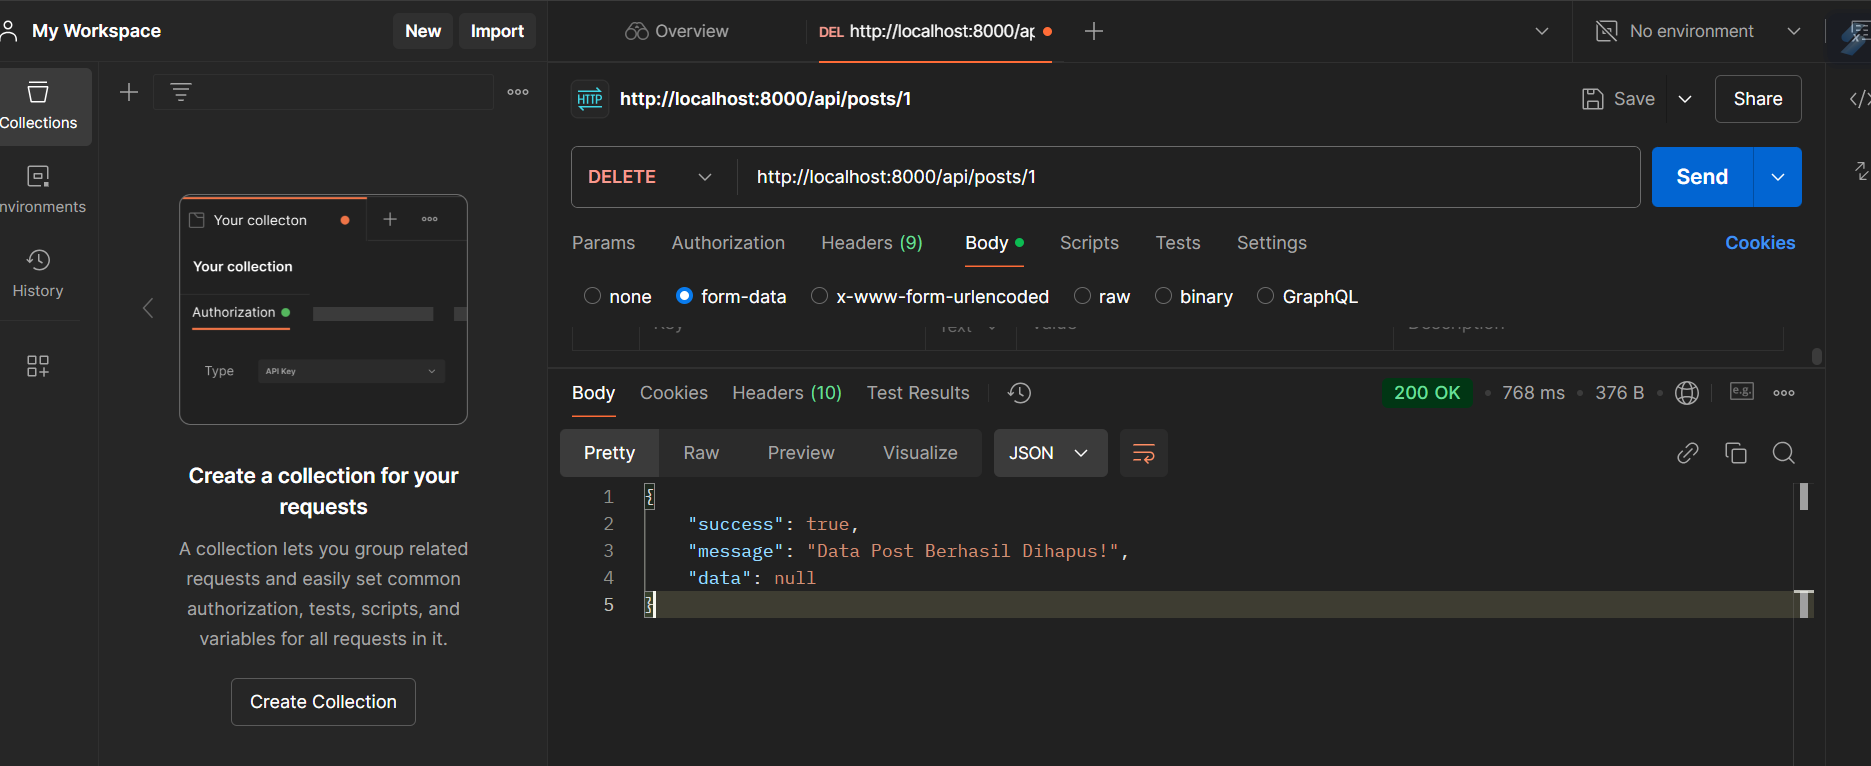 My Workspace
New
Import
Overview
DEL http://localhost:8000/ap
No environment
Collections
nvironments
History
Your collecton
Your collection
Authorization
Type
API Key
Create a collection for your
requests
A collection lets you group related
requests and easily set common
authorization, tests, scripts, and
variables for all requests in it.
Create Collection
HTTP
http://localhost:8000/api/posts/1
Save
Share
DELETE
http://localhost:8000/api/posts/1
Send
Params
Authorization
Headers (9)
Body
Scripts
Tests
Settings
Cookies
none
form-data
x-www-form-urlencoded
raw
binary
GraphQL
Key
Text
Value
Description
Body
Cookies
Headers (10)
Test Results
200 OK
768 ms
376 B
e.g.
Pretty
Raw
Preview
Visualize
JSON
1 {
2 "success": true,
3 "message": "Data Post Berhasil Dihapus!",
4 "data": null
5 }